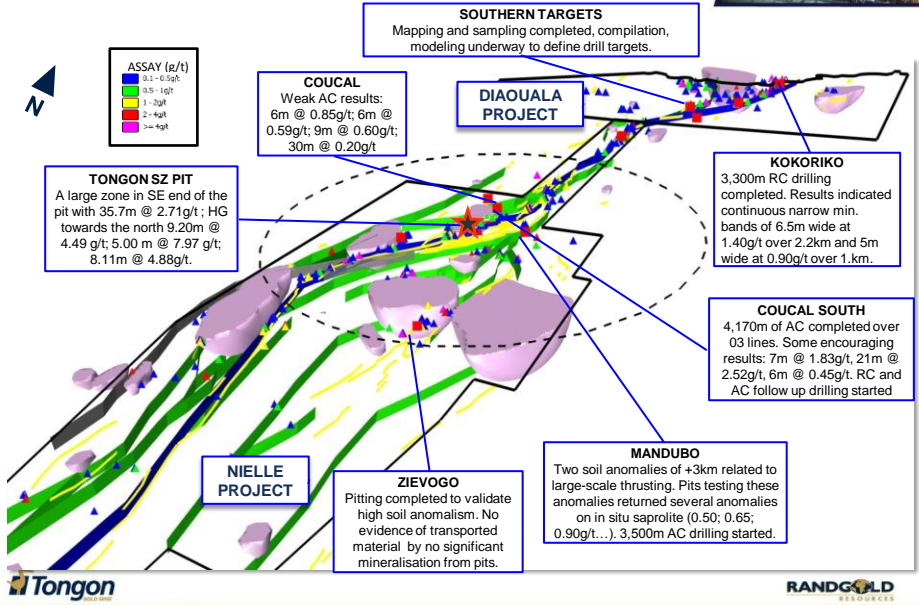 SOUTHERN TARGETS
Mapping and sampling completed, compilation,
modeling underway to define drill targets.
N
ASSAY (g/t)
0.1 - 0.5g/t
0.5 - 1g/t
1 - 2g/t
2 - 4g/t
>= 4g/t
COUCAL
Weak AC results:
6m @ 0.85g/t; 6m @
0.59g/t; 9m @ 0.60g/t;
30m @ 0.20g/t
DIAOUALA
PROJECT
TONGON SZ PIT
A large zone in SE end of the
pit with 35.7m @ 2.71g/t ; HG
towards the north 9.20m @
4.49 g/t; 5.00 m @ 7.97 g/t;
8.11m @ 4.88g/t.
KOKORIKO
3,300m RC drilling
completed. Results indicated
continuous narrow min.
bands of 6.5m wide at
1.40g/t over 2.2km and 5m
wide at 0.90g/t over 1.km.
COUCAL SOUTH
4,170m of AC completed over
03 lines. Some encouraging
results: 7m @ 1.83g/t, 21m @
2.52g/t, 6m @ 0.45g/t. RC and
AC follow up drilling started
NIELLE
PROJECT
ZIEVOGO
Pitting completed to validate
high soil anomalism. No
evidence of transported
material by no significant
mineralisation from pits.
MANDUBO
Two soil anomalies of +3km related to
large-scale thrusting. Pits testing these
anomalies returned several anomalies
on in situ saprolite (0.50; 0.65;
0.90g/t...). 3,500m AC drilling started.
Tongon
GOLD MINE
RANDGOLD
RESOURCES